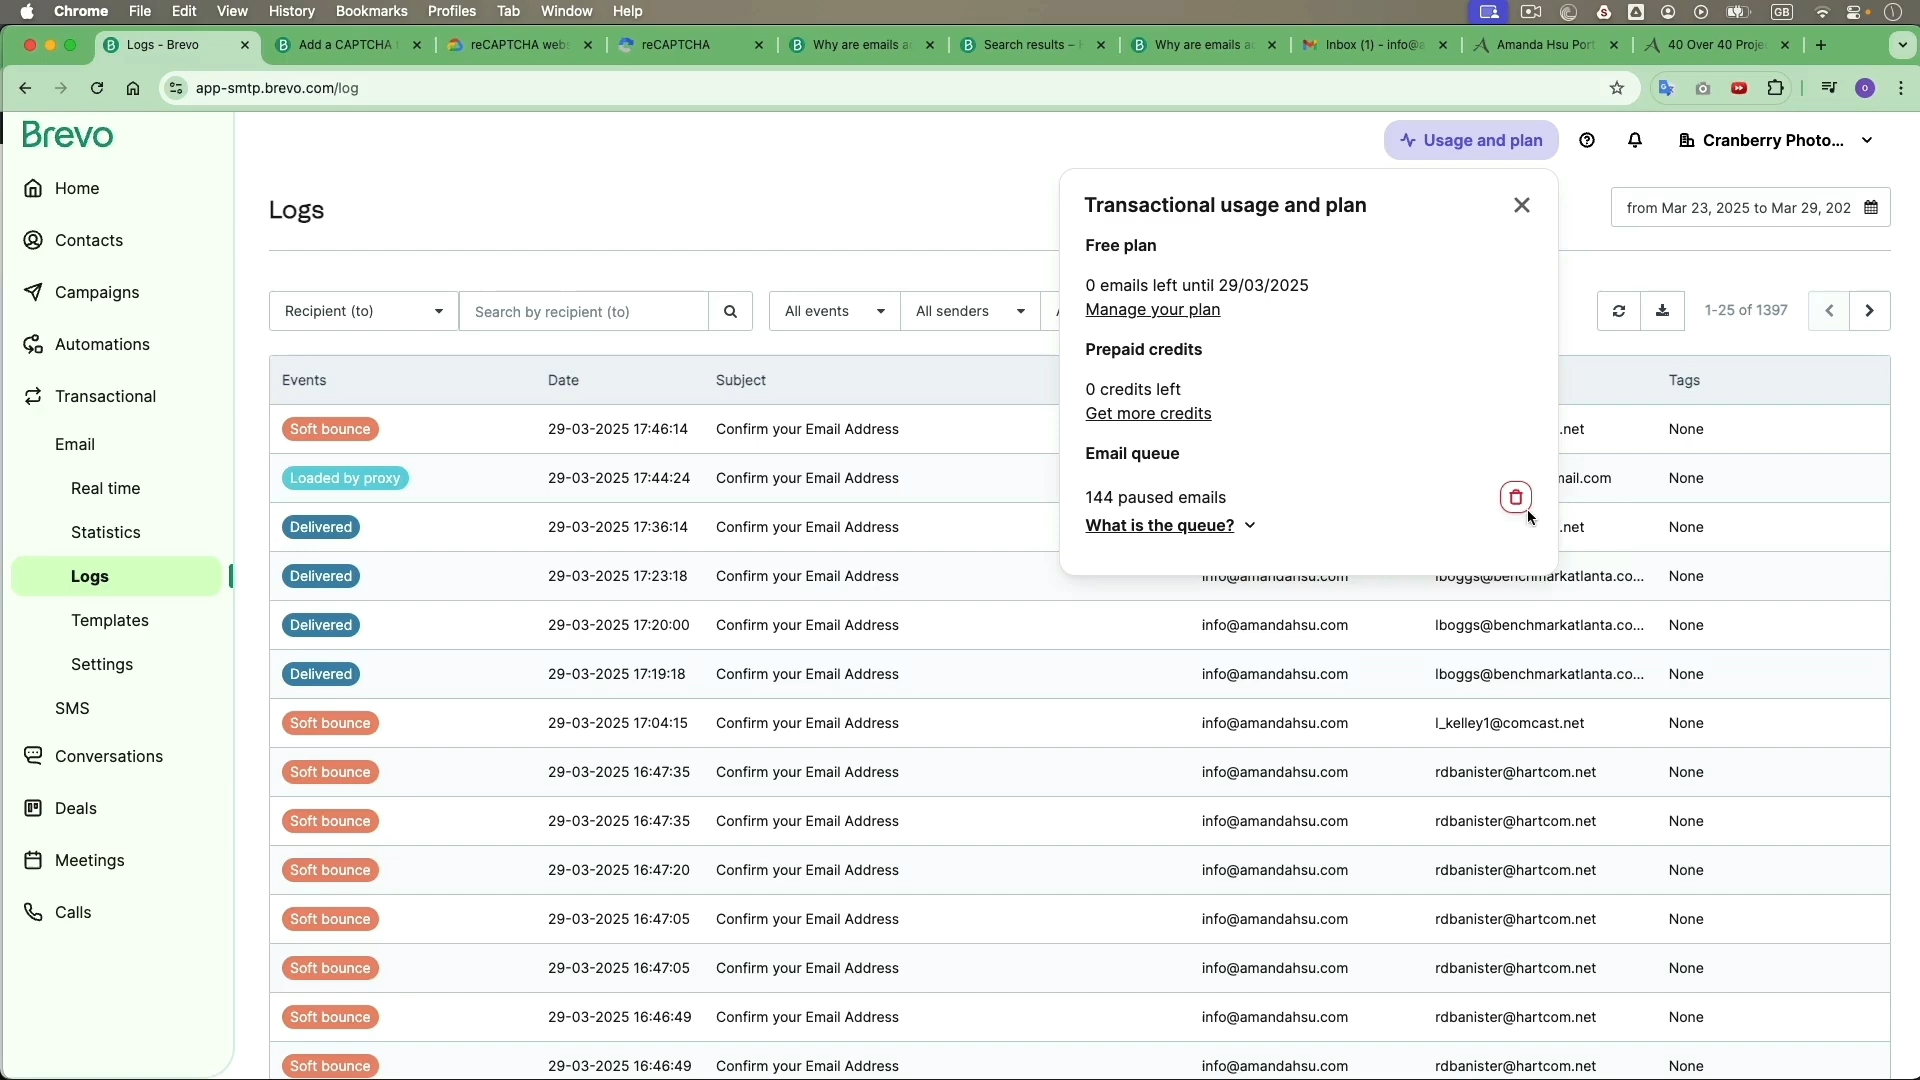 Chrome File Edit View History Bookmarks Profiles Tab Window Help GB
Logs - Brevo
Add a CAPTCHA
reCAPTCHA web
reCAPTCHA
Why are emails a
Search results –
Why are emails a
Inbox (1) - info@a
Amanda Hsu Port
40 Over 40 Proje
app-smtp.brevo.com/log
Brevo
Usage and plan
Cranberry Photo...
Home
Contacts
Campaigns
Automations
Transactional
Email
Real time
Statistics
Logs
Templates
Settings
SMS
Conversations
Deals
Meetings
Calls
Logs
from Mar 23, 2025 to Mar 29, 202
Recipient (to)
Search by recipient (to)
All events
All senders
1-25 of 1397
Transactional usage and plan
Free plan
0 emails left until 29/03/2025
Manage your plan
Prepaid credits
0 credits left
Get more credits
Email queue
144 paused emails
What is the queue?
Events Date Subject Tags
Soft bounce 29-03-2025 17:46:14 Confirm your Email Address .net None
Loaded by proxy 29-03-2025 17:44:24 Confirm your Email Address nail.com None
Delivered 29-03-2025 17:36:14 Confirm your Email Address .net None
Delivered 29-03-2025 17:23:18 Confirm your Email Address info@amandahsu.com lboggs@benchmarkatlanta.co... None
Delivered 29-03-2025 17:20:00 Confirm your Email Address info@amandahsu.com lboggs@benchmarkatlanta.co... None
Delivered 29-03-2025 17:19:18 Confirm your Email Address info@amandahsu.com lboggs@benchmarkatlanta.co... None
Soft bounce 29-03-2025 17:04:15 Confirm your Email Address info@amandahsu.com l_kelley1@comcast.net None
Soft bounce 29-03-2025 16:47:35 Confirm your Email Address info@amandahsu.com rdbanister@hartcom.net None
Soft bounce 29-03-2025 16:47:35 Confirm your Email Address info@amandahsu.com rdbanister@hartcom.net None
Soft bounce 29-03-2025 16:47:20 Confirm your Email Address info@amandahsu.com rdbanister@hartcom.net None
Soft bounce 29-03-2025 16:47:05 Confirm your Email Address info@amandahsu.com rdbanister@hartcom.net None
Soft bounce 29-03-2025 16:47:05 Confirm your Email Address info@amandahsu.com rdbanister@hartcom.net None
Soft bounce 29-03-2025 16:46:49 Confirm your Email Address info@amandahsu.com rdbanister@hartcom.net None
Soft bounce 29-03-2025 16:46:49 Confirm your Email Address info@amandahsu.com rdbanister@hartcom.net None